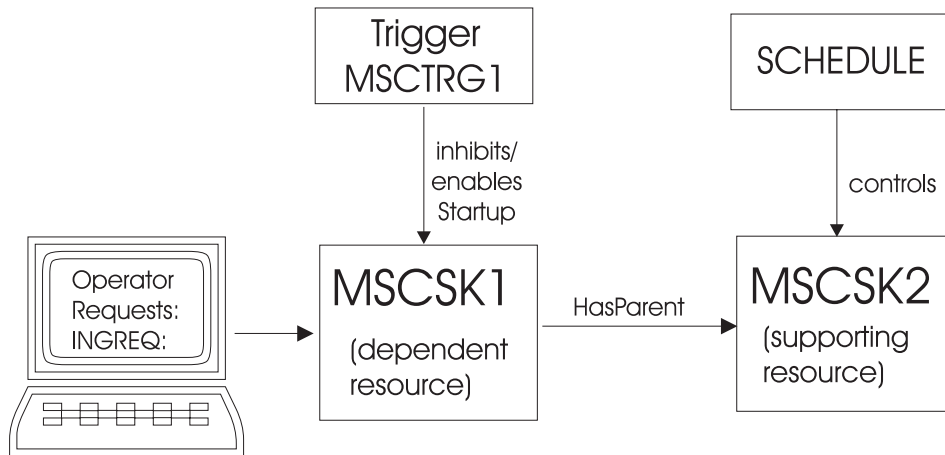 Trigger
MSCTRG1
SCHEDULE
inhibits/
enables
Startup
controls
Operator
Requests:
INGREQ:
MSCSK1
(dependent
resource)
HasParent
MSCSK2
(supporting
resource)